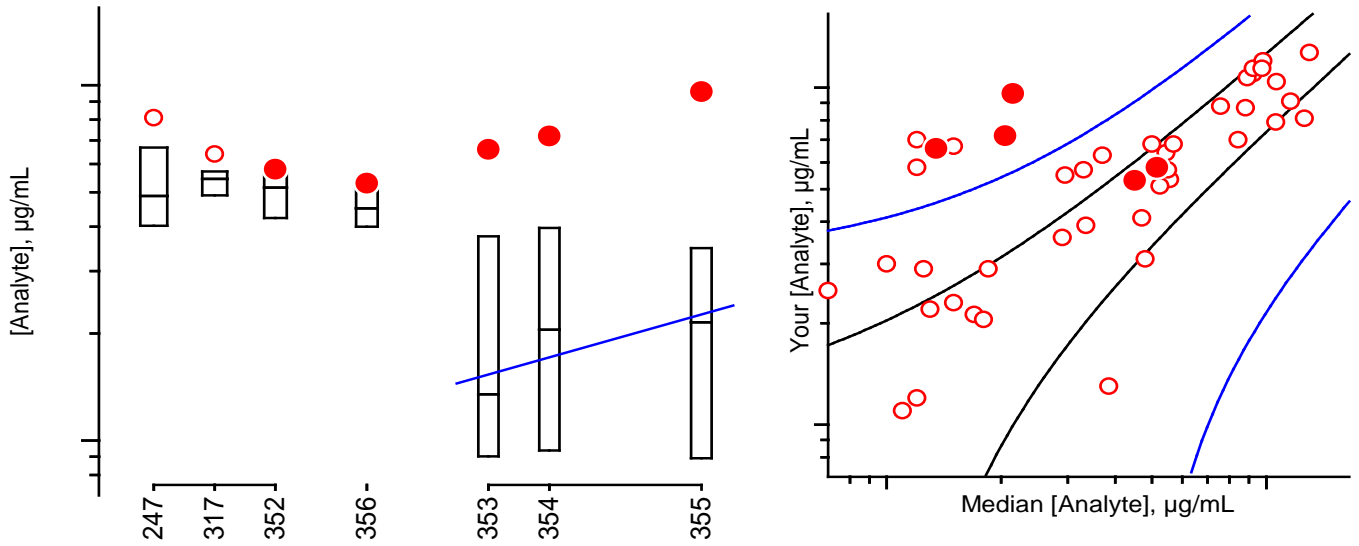 [Analyte], µg/mL
247
317
352
356
353
354
355
Your [Analyte], µg/mL
Median [Analyte], µg/mL